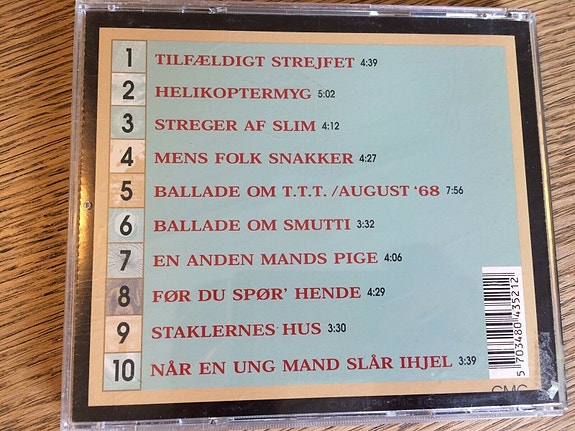 1 TILFÆLDIGT STREJFET 4:39
2 HELIKOPTERMYG 5:02
3 STREGER AF SLIM 4:12
4 MENS FOLK SNAKKER 4:27
5 BALLADE OM T.T.T. /AUGUST '68 7:56
6 BALLADE OM SMUTTI 3:32
7 EN ANDEN MANDS PIGE 4:06
8 FØR DU SPØR' HENDE 4:29
9 STAKLERNES HUS 3:30
10 NÅR EN UNG MAND SLÅR IHJEL 3:39
5 703480 435212
CMC